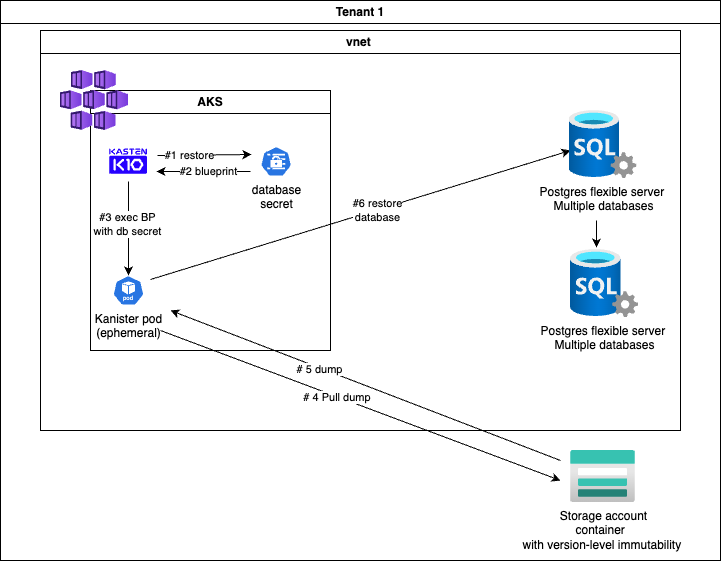 Tenant 1
vnet
AKS
KASTEN
K10
#1 restore
#2 blueprint
database
secret
#3 exec BP
with db secret
pod
Kanister pod
(ephemeral)
#6 restore
database
SQL
Postgres flexible server
Multiple databases
SQL
Postgres flexible server
Multiple databases
# 5 dump
# 4 Pull dump
Storage account
container
with version-level immutability